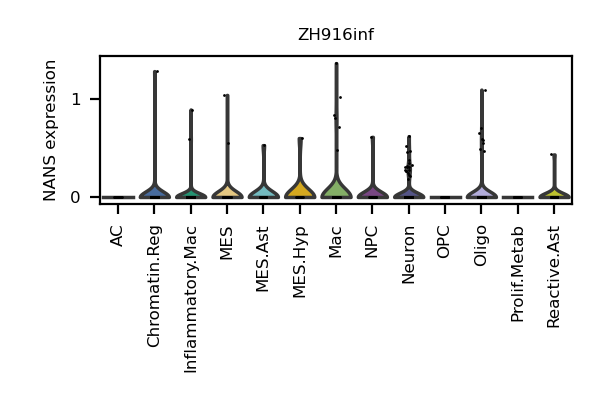 ZH916inf
NANS expression
1
0
AC
Chromatin.Reg
Inflammatory.Mac
MES
MES.Ast
MES.Hyp
Mac
NPC
Neuron
OPC
Oligo
Prolif.Metab
Reactive.Ast